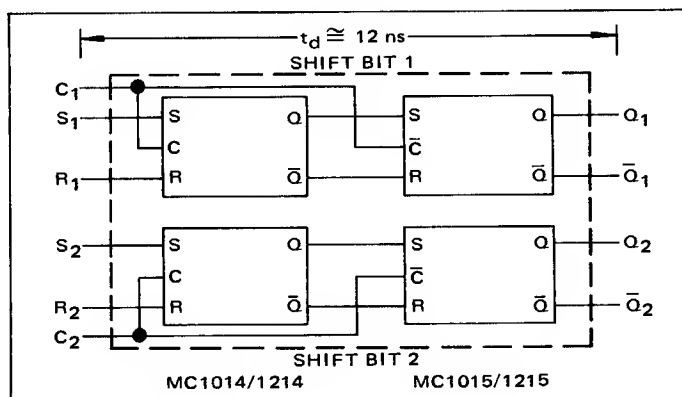 t_d ≅ 12 ns
SHIFT BIT 1
C1
S1 S Q S Q Q1
C C̄
R1 R Q̄ R Q̄ Q̄1
S2 S Q S Q Q2
C C̄
R2 R Q̄ R Q̄ Q̄2
C2
SHIFT BIT 2
MC1014/1214 MC1015/1215